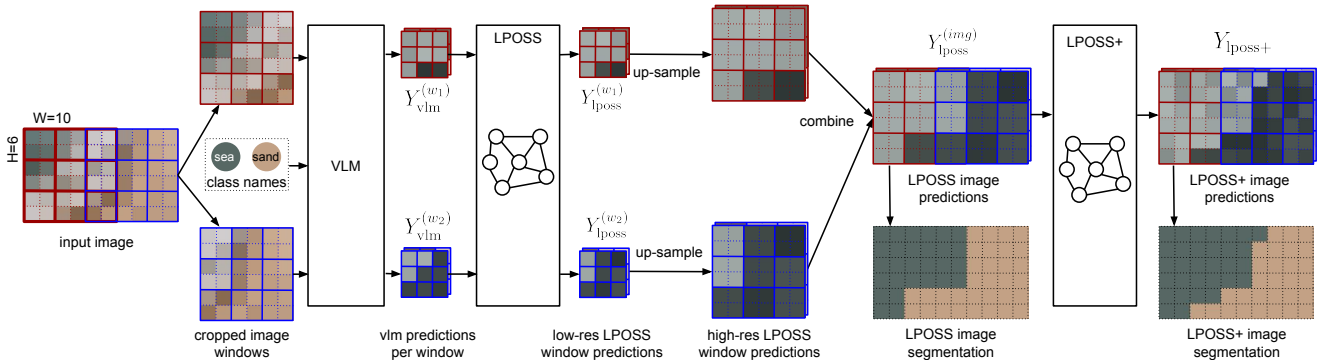 W=10
H=6
input image
sea
sand
class names
cropped image
windows
VLM
Y_vlm^(w1)
Y_vlm^(w2)
vlm predictions
per window
LPOSS
Y_lposs^(w1)
Y_lposs^(w2)
low-res LPOSS
window predictions
up-sample
up-sample
high-res LPOSS
window predictions
combine
Y_lposs^(img)
LPOSS image
predictions
LPOSS image
segmentation
LPOSS+
Y_lposs+
LPOSS+ image
predictions
LPOSS+ image
segmentation